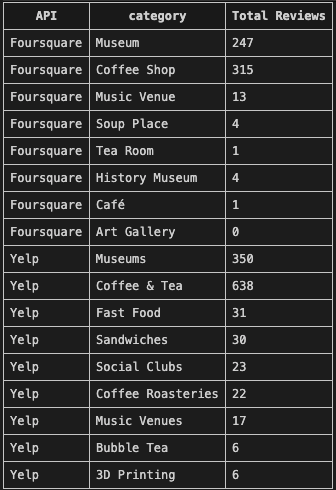 API category Total Reviews
Foursquare Museum 247
Foursquare Coffee Shop 315
Foursquare Music Venue 13
Foursquare Soup Place 4
Foursquare Tea Room 1
Foursquare History Museum 4
Foursquare Café 1
Foursquare Art Gallery 0
Yelp Museums 350
Yelp Coffee & Tea 638
Yelp Fast Food 31
Yelp Sandwiches 30
Yelp Social Clubs 23
Yelp Coffee Roasteries 22
Yelp Music Venues 17
Yelp Bubble Tea 6
Yelp 3D Printing 6